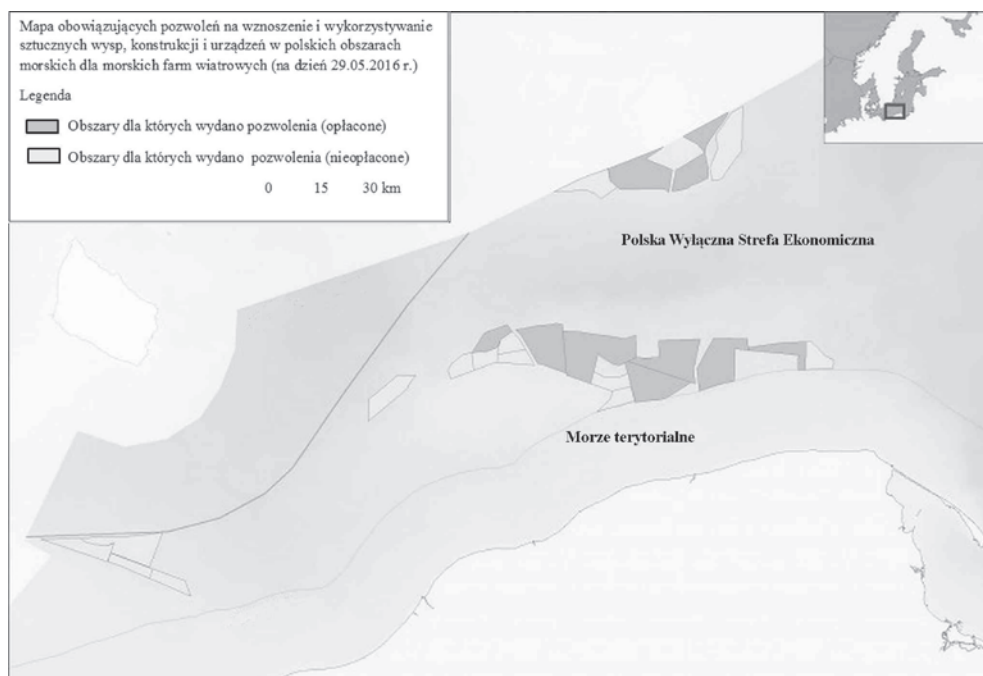 Mapa obowiązujących pozwoleń na wznoszenie i wykorzystywanie
sztucznych wysp, konstrukcji i urządzeń w polskich obszarach
morskich dla morskich farm wiatrowych (na dzień 29.05.2016 r.)
Legenda
Obszary dla których wydano pozwolenia (opłacone)
Obszary dla których wydano pozwolenia (nieopłacone)
0 15 30 km
Polska Wyłączna Strefa Ekonomiczna
Morze terytorialne